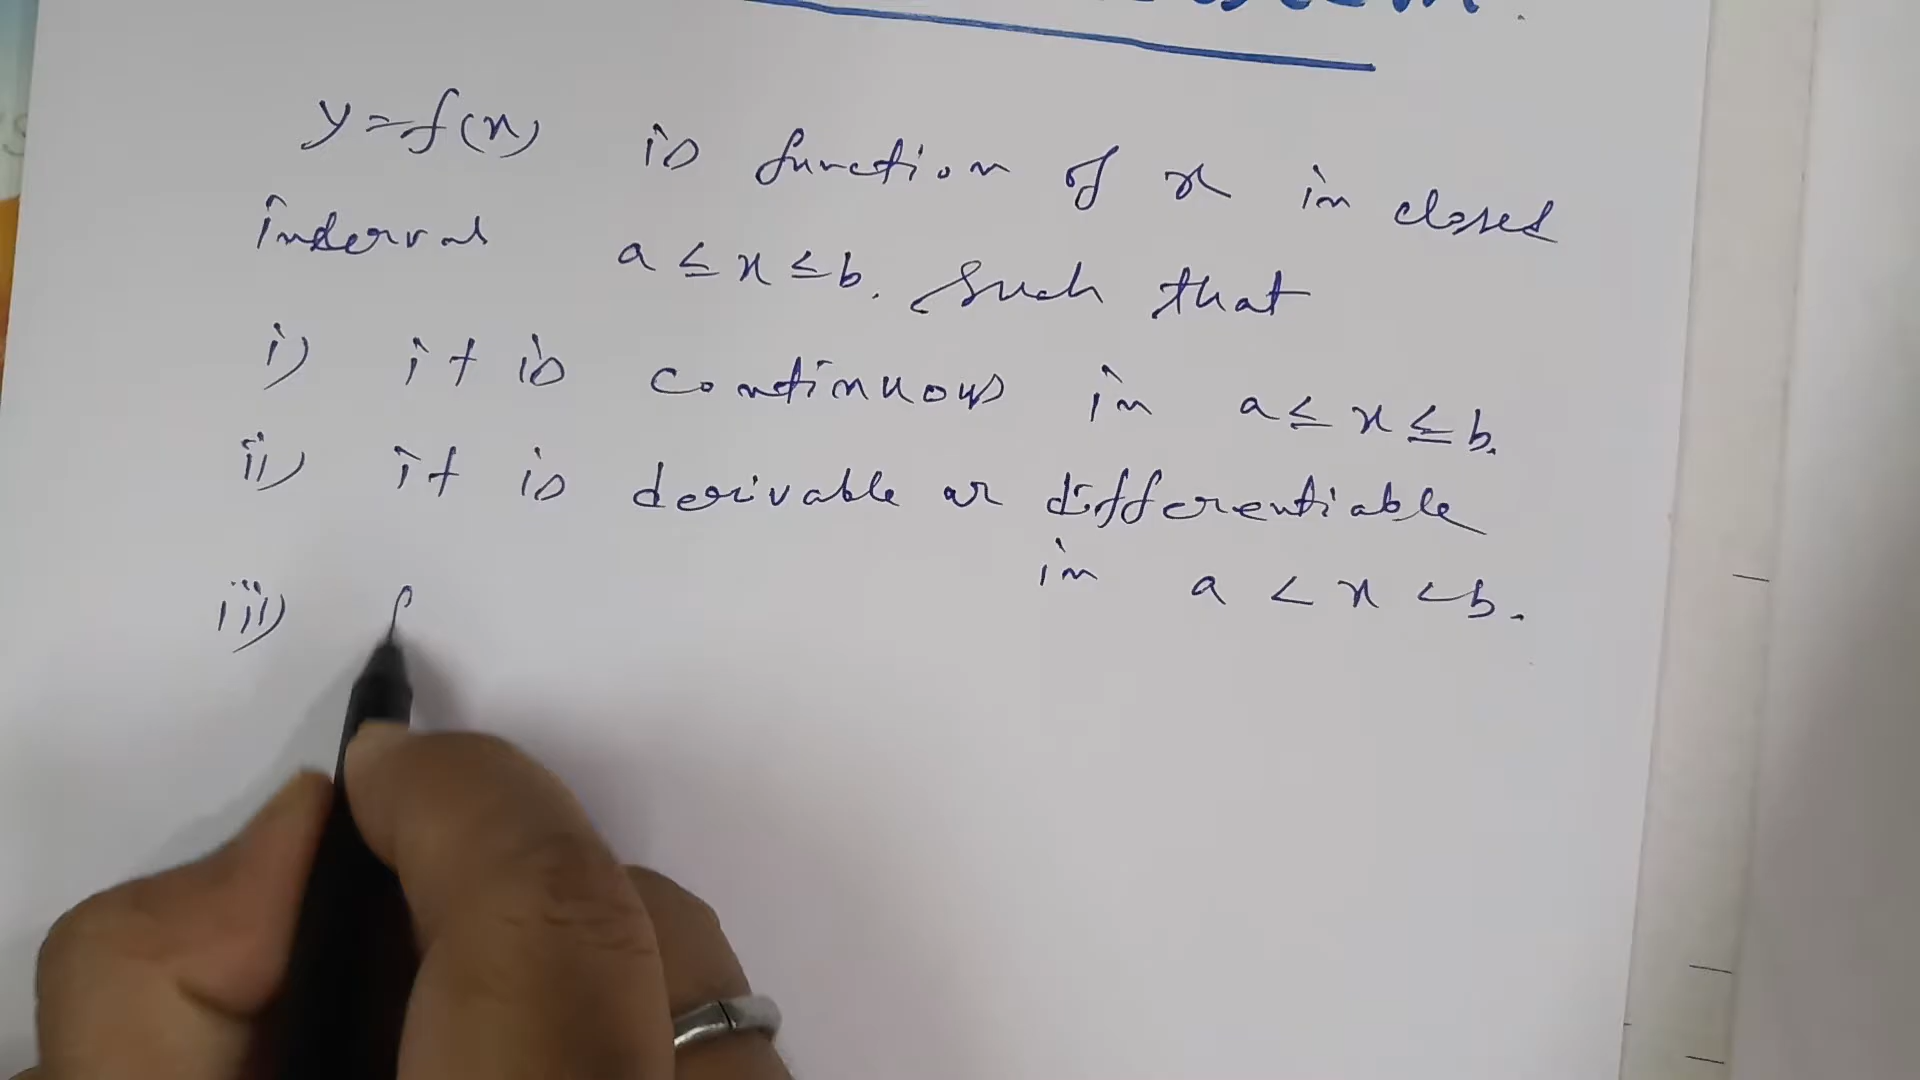 y=f(x) is function of x in closed
interval a ≤ x ≤ b. Such that
i) it is continuous in a ≤ x ≤ b.
ii) it is derivable or differentiable
in a < x < b.
iii) f